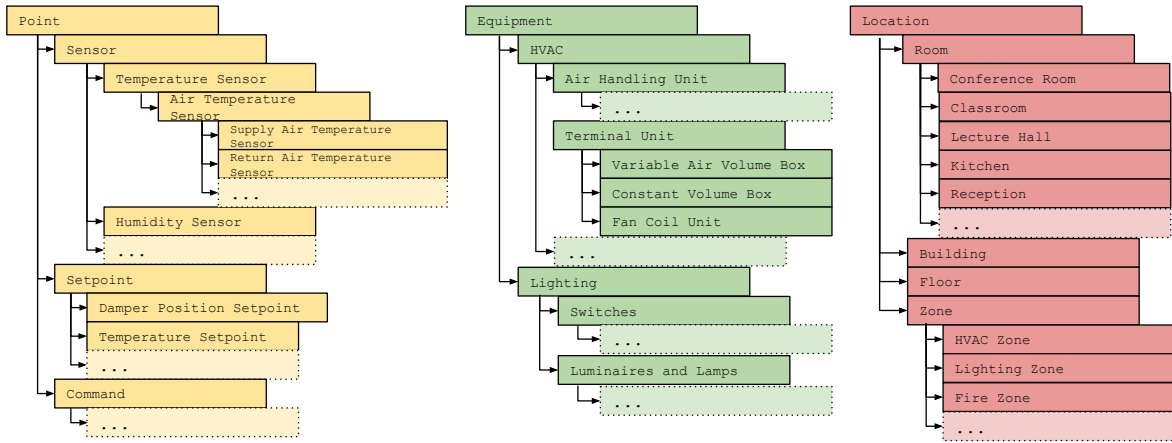 Point
Sensor
Temperature Sensor
Air Temperature
Sensor
Supply Air Temperature
Sensor
Return Air Temperature
Sensor
...
Humidity Sensor
...
Setpoint
Damper Position Setpoint
Temperature Setpoint
...
Command
...
Equipment
HVAC
Air Handling Unit
...
Terminal Unit
Variable Air Volume Box
Constant Volume Box
Fan Coil Unit
...
Lighting
Switches
...
Luminaires and Lamps
...
Location
Room
Conference Room
Classroom
Lecture Hall
Kitchen
Reception
...
Building
Floor
Zone
HVAC Zone
Lighting Zone
Fire Zone
...